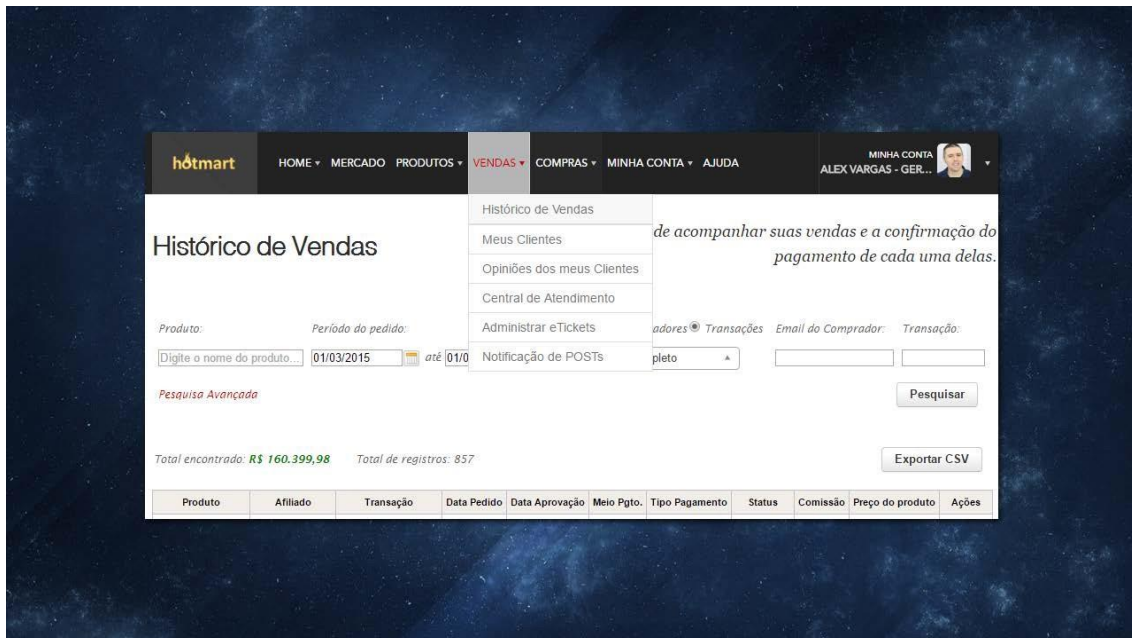 hotmart HOME MERCADO PRODUTOS VENDAS COMPRAS MINHA CONTA AJUDA MINHA CONTA
ALEX VARGAS - GER...
Histórico de Vendas
Meus Clientes
Opiniões dos meus Clientes
Central de Atendimento
Administrar eTickets
Notificação de POSTs
Histórico de Vendas
de acompanhar suas vendas e a confirmação do
pagamento de cada uma delas.
Produto: Período do pedido: adores Transações Email do Comprador: Transação:
Digite o nome do produto... 01/03/2015 até 01/0 pleto
Pesquisa Avançada Pesquisar
Total encontrado: R$ 160.399,98 Total de registros: 857 Exportar CSV
Produto Afiliado Transação Data Pedido Data Aprovação Meio Pgto. Tipo Pagamento Status Comissão Preço do produto Ações